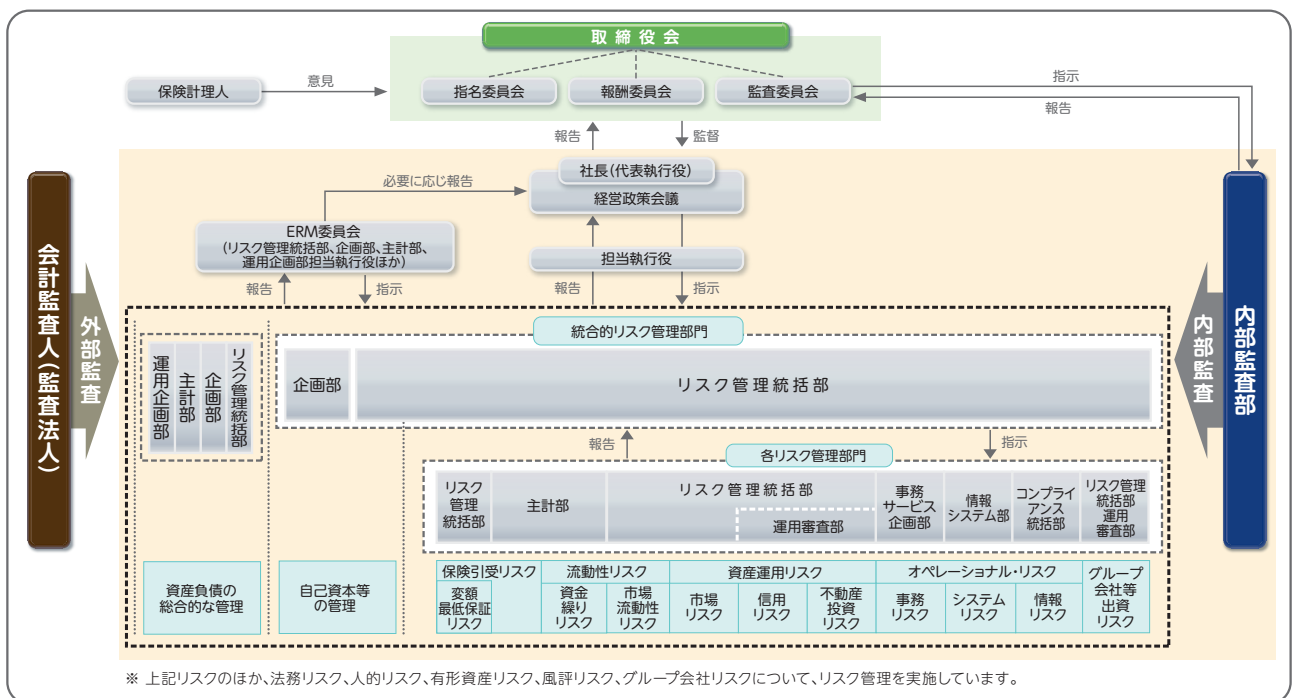 取締役会
保険計理人
意見
指名委員会
報酬委員会
監査委員会
指示
報告
報告
監督
社長(代表執行役)
経営政策会議
必要に応じ報告
ERM委員会
(リスク管理統括部、企画部、主計部、
運用企画部担当執行役ほか)
担当執行役
報告
指示
報告
指示
会計監査人(監査法人)
外部監査
内部監査
内部監査部
統合的リスク管理部門
運用企画部
主計部
企画部
リスク管理統括部
企画部
リスク管理統括部
報告
指示
各リスク管理部門
リスク
管理
統括部
主計部
リスク管理統括部
運用審査部
事務
サービス
企画部
情報
システム部
コンプライ
アンス
統括部
リスク管理
統括部
運用
審査部
資産負債の
総合的な管理
自己資本等
の管理
保険引受リスク
変額
最低保証
リスク
流動性リスク
資金
繰り
リスク
市場
流動性
リスク
資産運用リスク
市場
リスク
信用
リスク
不動産
投資
リスク
オペレーショナル・リスク
事務
リスク
システム
リスク
情報
リスク
グループ
会社等
出資
リスク
※ 上記リスクのほか、法務リスク、人的リスク、有形資産リスク、風評リスク、グループ会社リスクについて、リスク管理を実施しています。